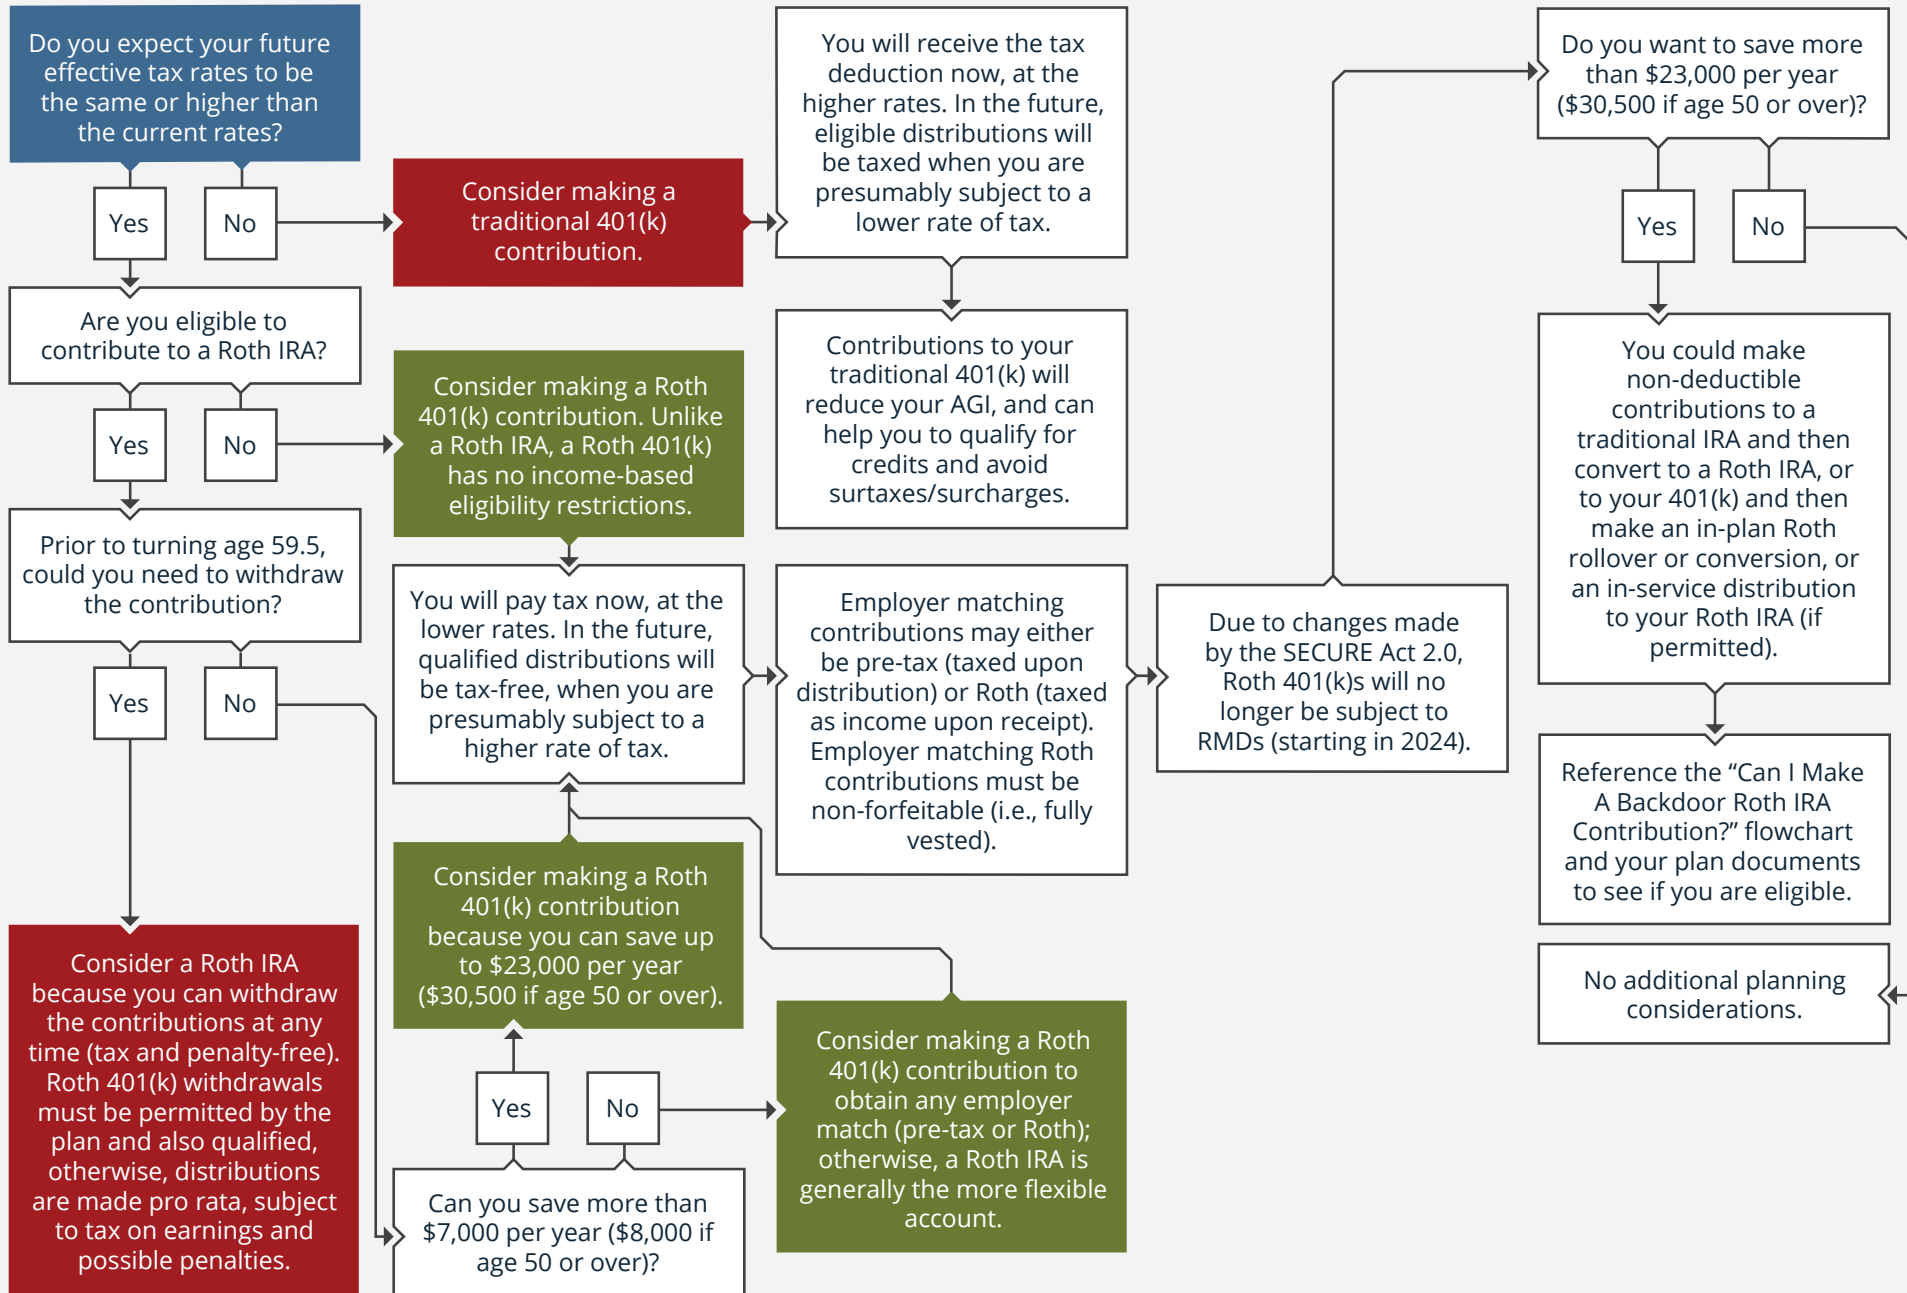 Do you expect your future
effective tax rates to be
the same or higher than
the current rates?
Yes
No
Are you eligible to
contribute to a Roth IRA?
Yes
No
Prior to turning age 59.5,
could you need to withdraw
the contribution?
Yes
No
Consider a Roth IRA
because you can withdraw
the contributions at any
time (tax and penalty-free).
Roth 401(k) withdrawals
must be permitted by the
plan and also qualified,
otherwise, distributions
are made pro rata, subject
to tax on earnings and
possible penalties.
Consider making a
traditional 401(k)
contribution.
Consider making a Roth
401(k) contribution. Unlike
a Roth IRA, a Roth 401(k)
has no income-based
eligibility restrictions.
You will pay tax now, at the
lower rates. In the future,
qualified distributions will
be tax-free, when you are
presumably subject to a
higher rate of tax.
Consider making a Roth
401(k) contribution
because you can save up
to $23,000 per year
($30,500 if age 50 or over).
Yes
No
Can you save more than
$7,000 per year ($8,000 if
age 50 or over)?
You will receive the tax
deduction now, at the
higher rates. In the future,
eligible distributions will
be taxed when you are
presumably subject to a
lower rate of tax.
Contributions to your
traditional 401(k) will
reduce your AGI, and can
help you to qualify for
credits and avoid
surtaxes/surcharges.
Employer matching
contributions may either
be pre-tax (taxed upon
distribution) or Roth (taxed
as income upon receipt).
Employer matching Roth
contributions must be
non-forfeitable (i.e., fully
vested).
Consider making a Roth
401(k) contribution to
obtain any employer
match (pre-tax or Roth);
otherwise, a Roth IRA is
generally the more flexible
account.
Due to changes made
by the SECURE Act 2.0,
Roth 401(k)s will no
longer be subject to
RMDs (starting in 2024).
Do you want to save more
than $23,000 per year
($30,500 if age 50 or over)?
Yes
No
You could make
non-deductible
contributions to a
traditional IRA and then
convert to a Roth IRA, or
to your 401(k) and then
make an in-plan Roth
rollover or conversion, or
an in-service distribution
to your Roth IRA (if
permitted).
Reference the “Can I Make
A Backdoor Roth IRA
Contribution?” flowchart
and your plan documents
to see if you are eligible.
No additional planning
considerations.